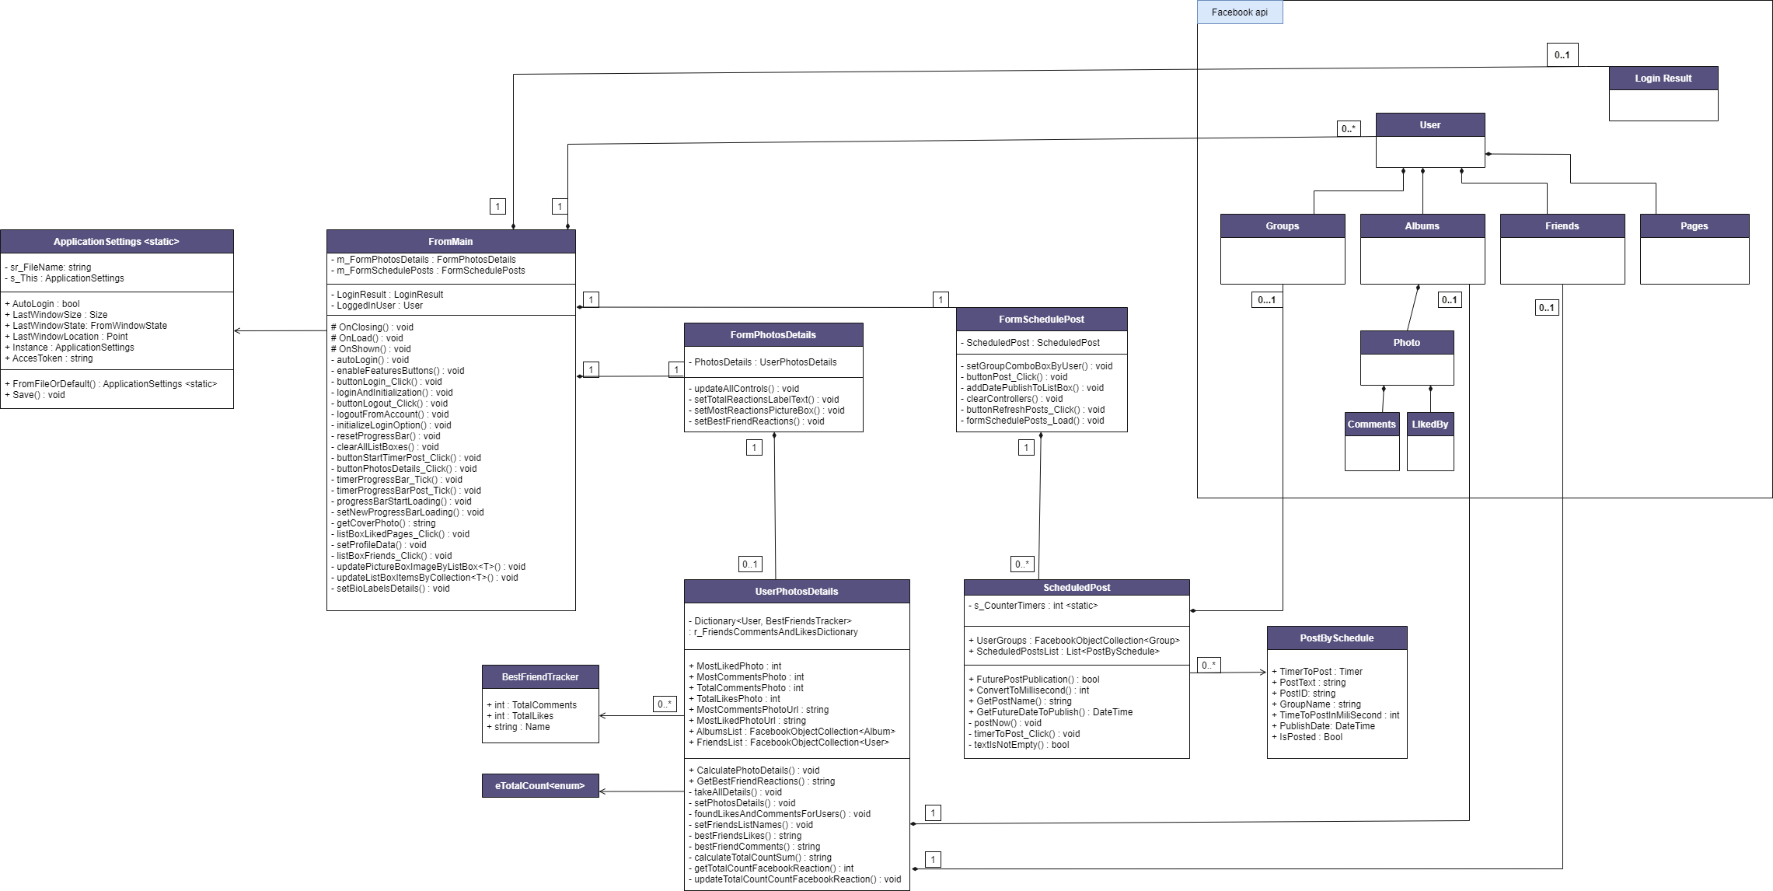 Facebook api
0..1
Login Result
0..*
User
1
1
Groups
Albums
Friends
Pages
0...1
0..1
0..1
Photo
Comments
LikedBy
ApplicationSettings <static>
- sr_FileName: string
- s_This : ApplicationSettings
+ AutoLogin : bool
+ LastWindowSize : Size
+ LastWindowState: FromWindowState
+ LastWindowLocation : Point
+ Instance : ApplicationSettings
+ AccesToken : string
+ FromFileOrDefault() : ApplicationSettings <static>
+ Save() : void
FromMain
- m_FormPhotosDetails : FormPhotosDetails
- m_FormSchedulePosts : FormSchedulePosts
- LoginResult : LoginResult
- LoggedInUser : User
# OnClosing() : void
# OnLoad() : void
# OnShown() : void
- autoLogin() : void
- enableFeaturesButtons() : void
- buttonLogin_Click() : void
- loginAndInitialization() : void
- buttonLogout_Click() : void
- logoutFromAccount() : void
- initializeLoginOption() : void
- resetProgressBar() : void
- clearAllListBoxes() : void
- buttonStartTimerPost_Click() : void
- buttonPhotosDetails_Click() : void
- timerProgressBar_Tick() : void
- timerProgressBarPost_Tick() : void
- progressBarStartLoading() : void
- setNewProgressBarLoading() : void
- getCoverPhoto() : string
- listBoxLikedPages_Click() : void
- setProfileData() : void
- listBoxFriends_Click() : void
- updatePictureBoxImageByListBox<T>() : void
- updateListBoxItemsByCollection<T>() : void
- setBioLabelsDetails() : void
1
1
1
1
FormPhotosDetails
- PhotosDetails : UserPhotosDetails
- updateAllControls() : void
- setTotalReactionsLabelText() : void
- setMostReactionsPictureBox() : void
- setBestFriendReactions() : void
1
0..1
FormSchedulePost
- ScheduledPost : ScheduledPost
- setGroupComboBoxByUser() : void
- buttonPost_Click() : void
- addDatePublishToListBox() : void
- clearControllers() : void
- buttonRefreshPosts_Click() : void
- formSchedulePosts_Load() : void
1
0..*
UserPhotosDetails
- Dictionary<User, BestFriendsTracker>
: r_FriendsCommentsAndLikesDictionary
+ MostLikedPhoto : int
+ MostCommentsPhoto : int
+ TotalCommentsPhoto : int
+ TotalLikesPhoto : int
+ MostCommentsPhotoUrl : string
+ MostLikedPhotoUrl : string
+ AlbumsList : FacebookObjectCollection<Album>
+ FriendsList : FacebookObjectCollection<User>
+ CalculatePhotoDetails() : void
+ GetBestFriendReactions() : string
- takeAllDetails() : void
- setPhotosDetails() : void
- foundLikesAndCommentsForUsers() : void
- setFriendsListNames() : void
- bestFriendsLikes() : string
- bestFriendComments() : string
- calculateTotalCountSum() : string
- getTotalCountFacebookReaction() : int
- updateTotalCountCountFacebookReaction() : void
BestFriendTracker
+ int : TotalComments
+ int : TotalLikes
+ string : Name
0..*
eTotalCount<enum>
ScheduledPost
- s_CounterTimers : int <static>
+ UserGroups : FacebookObjectCollection<Group>
+ ScheduledPostsList : List<PostBySchedule>
+ FuturePostPublication() : bool
+ ConvertToMillisecond() : int
+ GetPostName() : string
+ GetFutureDateToPublish() : DateTime
- postNow() : void
- timerToPost_Click() : void
- textIsNotEmpty() : bool
0..*
PostBySchedule
+ TimerToPost : Timer
+ PostText : string
+ PostID: string
+ GroupName : string
+ TimeToPostInMiliSecond : int
+ PublishDate: DateTime
+ IsPosted : Bool
1
1